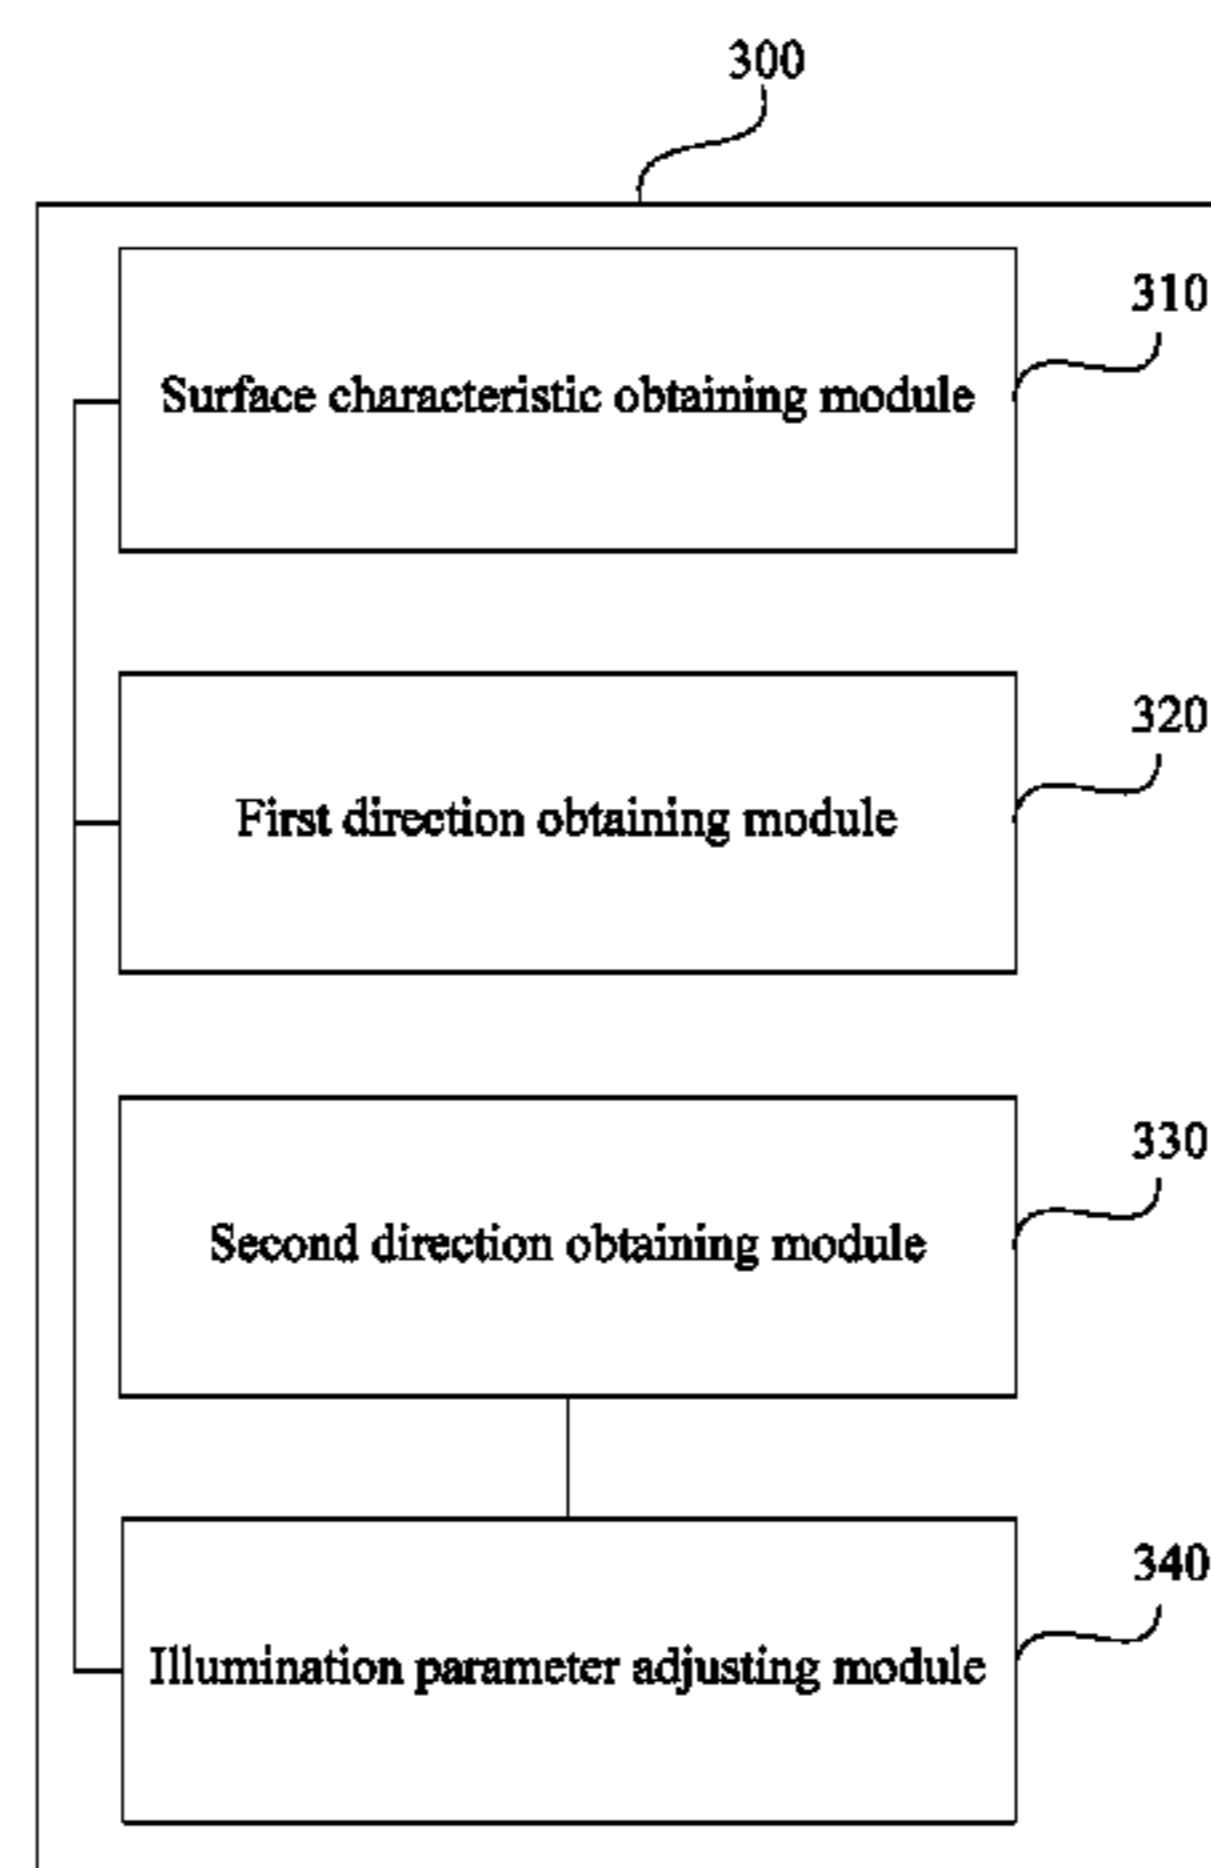 300
310
Surface characteristic obtaining module
320
First direction obtaining module
330
Second direction obtaining module
340
Illumination parameter adjusting module